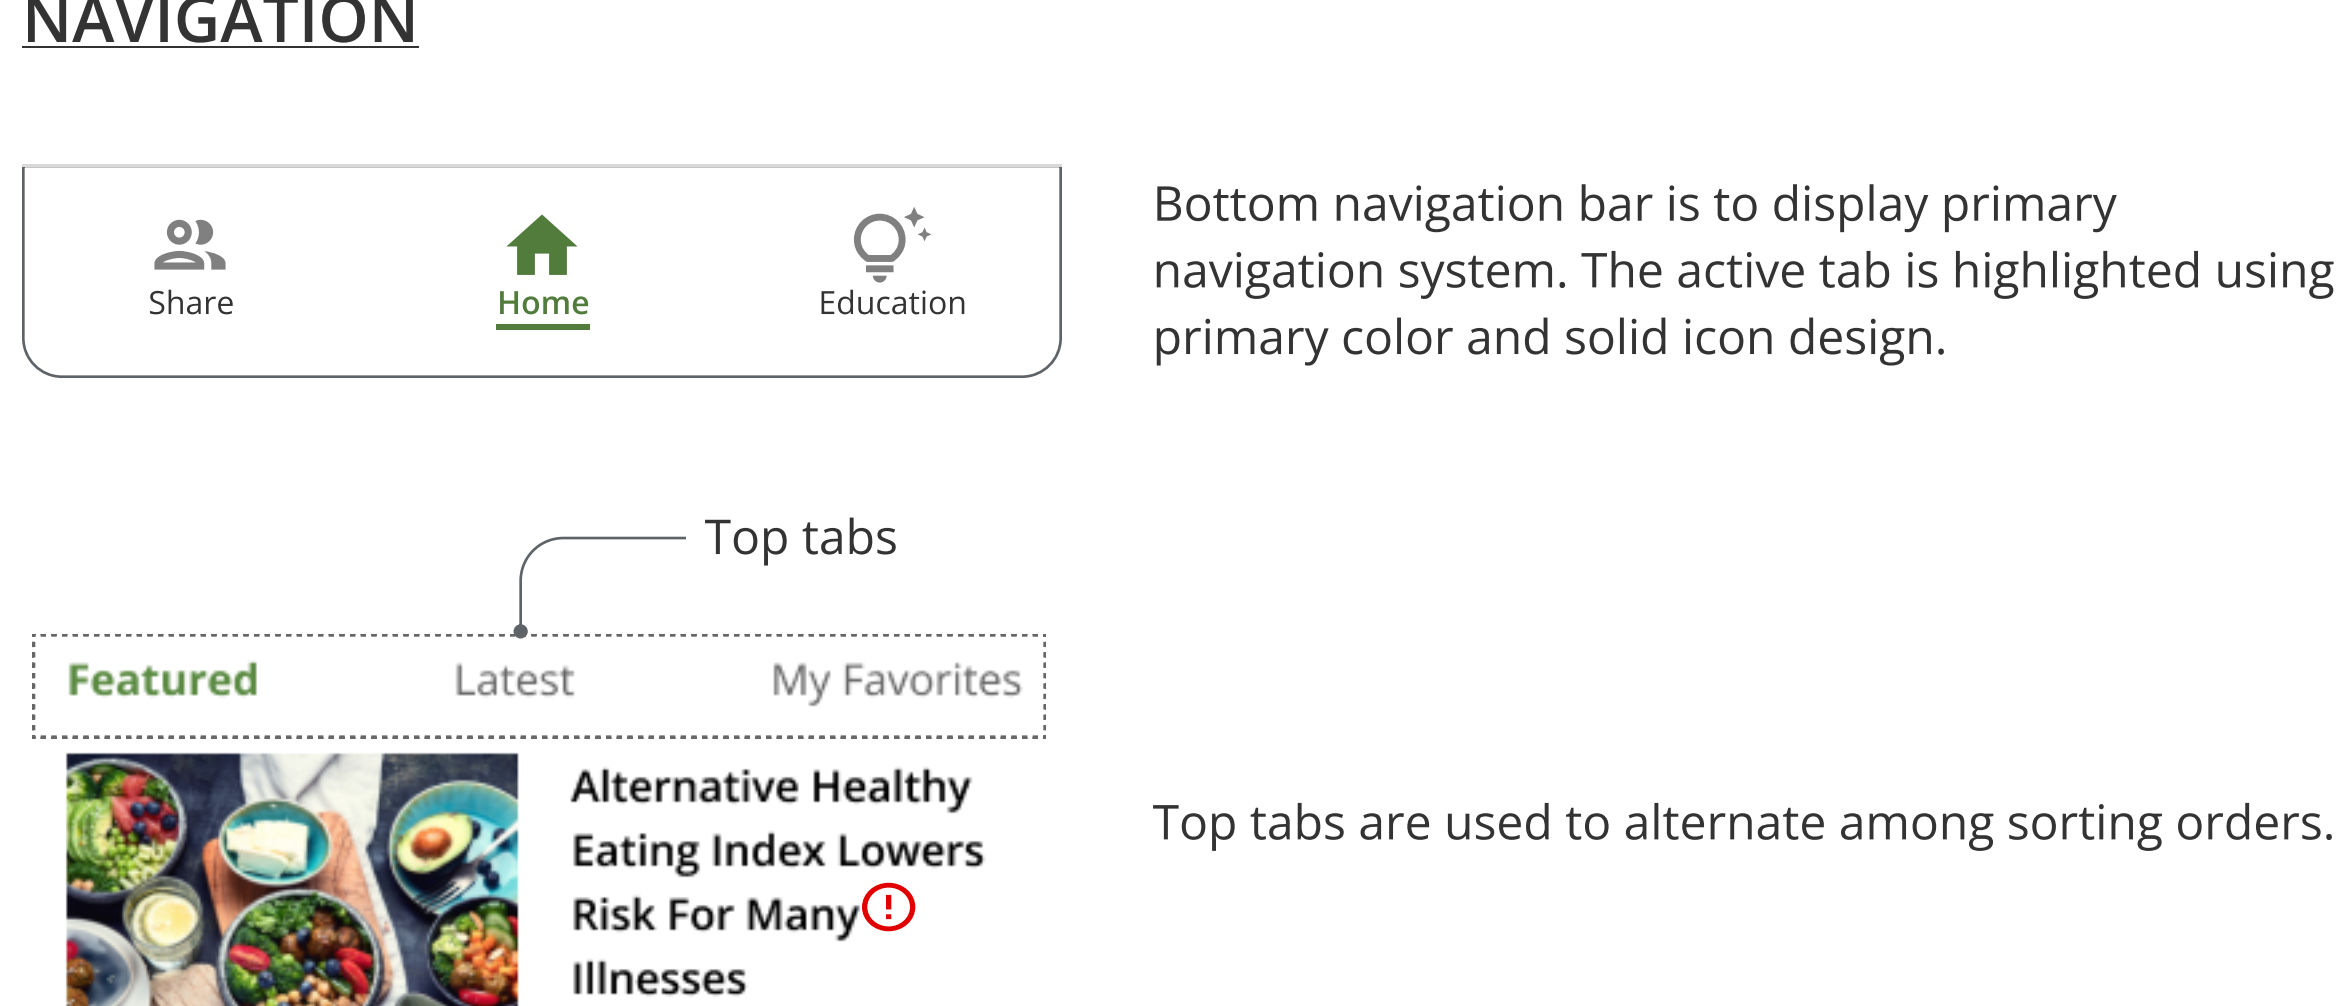 NAVIGATION
Share
Home
Education
Bottom navigation bar is to display primary
navigation system. The active tab is highlighted using
primary color and solid icon design.
Top tabs
Featured
Latest
My Favorites
Alternative Healthy
Eating Index Lowers
Risk For Many
Illnesses
Top tabs are used to alternate among sorting orders.